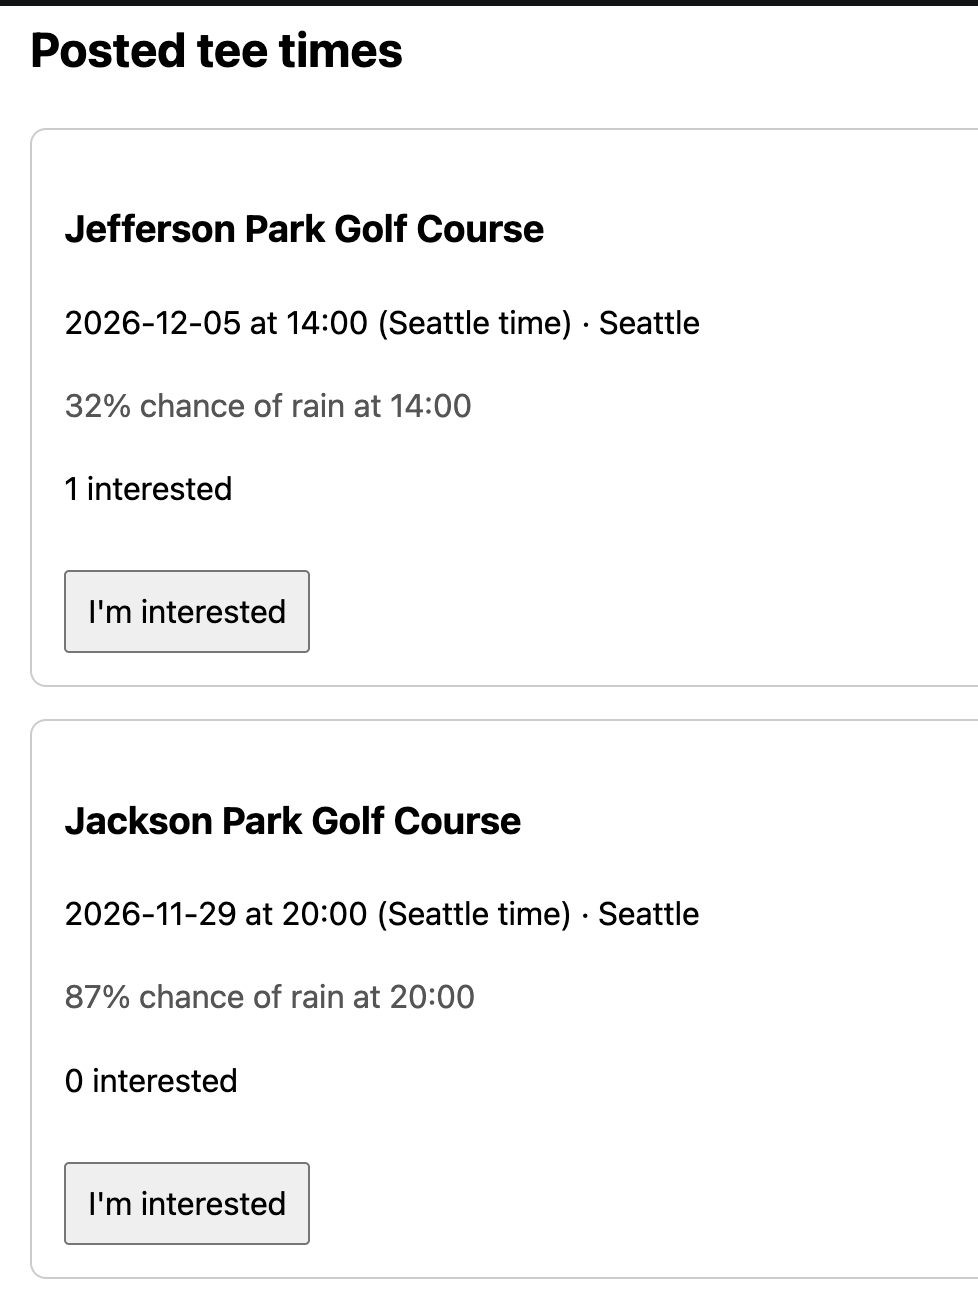 Posted tee times
Jefferson Park Golf Course
2026-12-05 at 14:00 (Seattle time) · Seattle
32% chance of rain at 14:00
1 interested
I'm interested
Jackson Park Golf Course
2026-11-29 at 20:00 (Seattle time) · Seattle
87% chance of rain at 20:00
0 interested
I'm interested